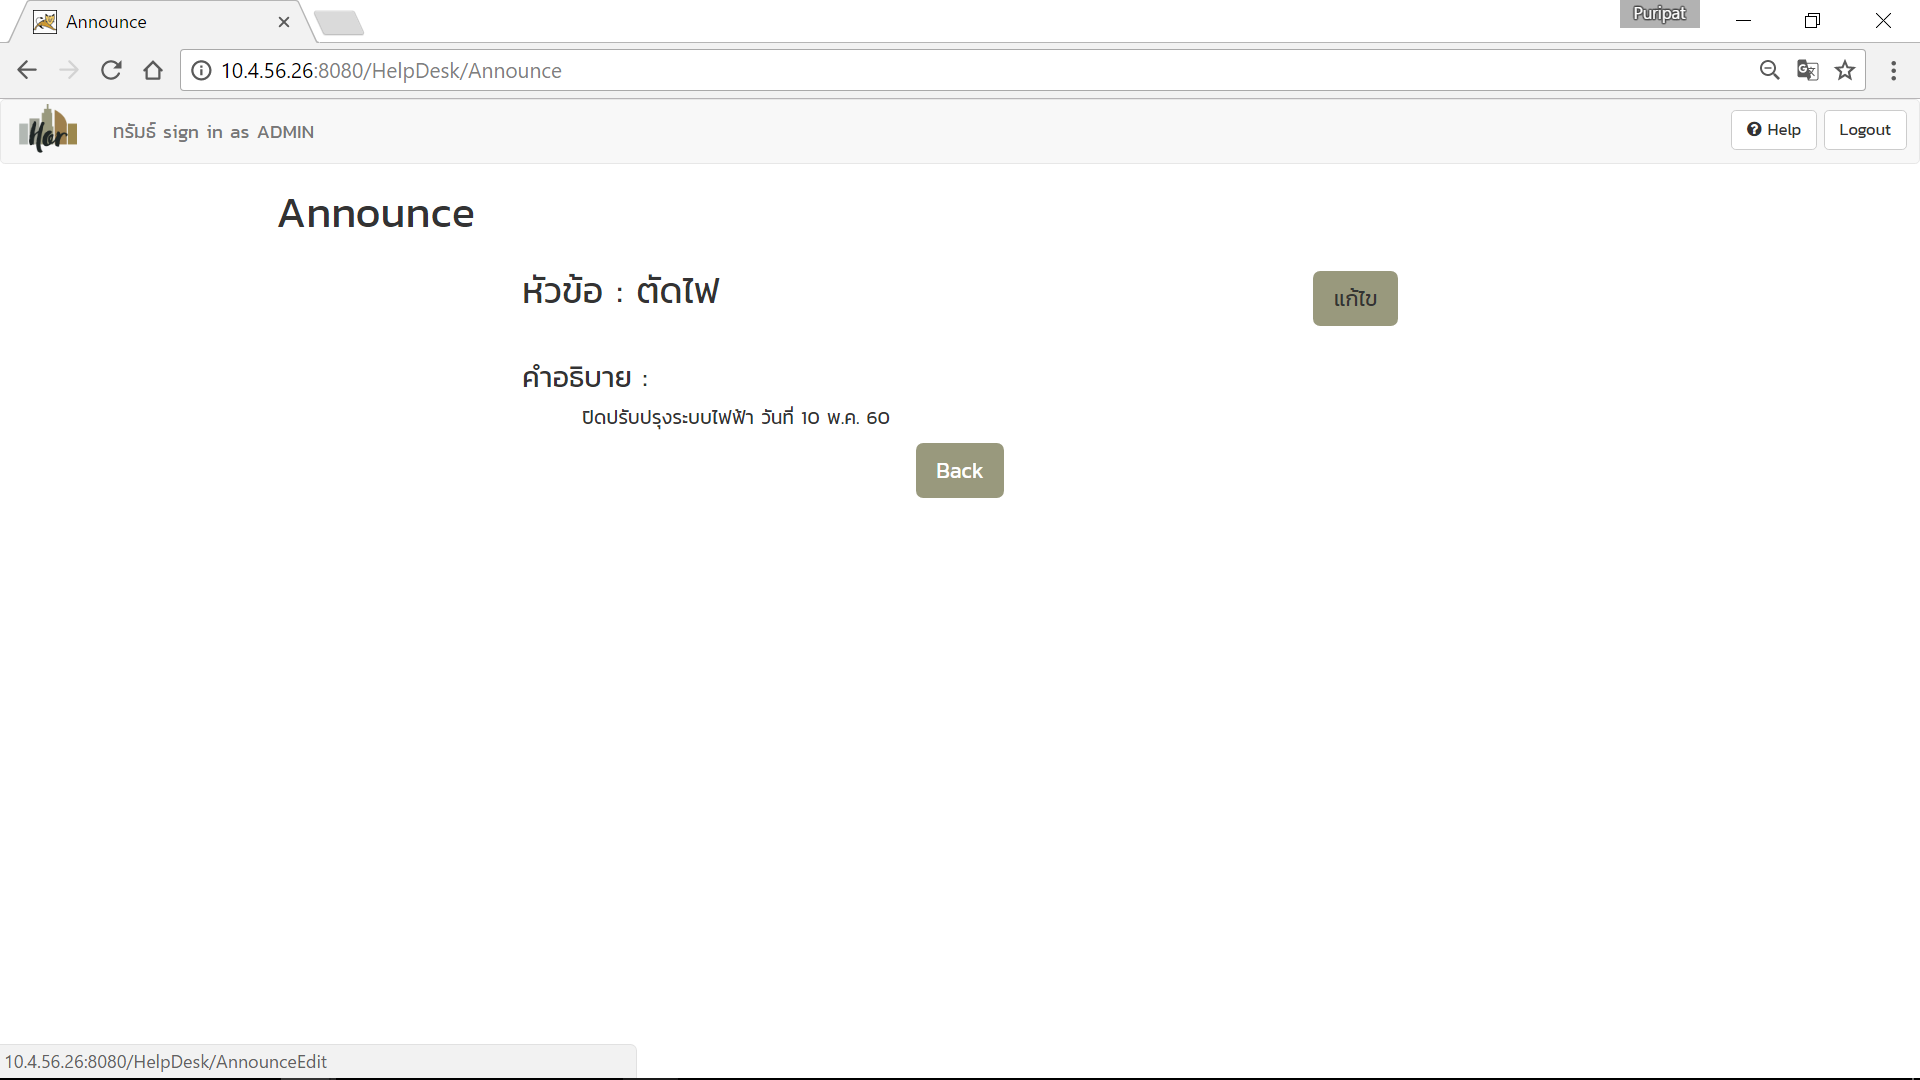 Announce
Puripat
10.4.56.26:8080/HelpDesk/Announce
Hor
ทรัมธ์ sign in as ADMIN
Help
Logout
Announce
หัวข้อ : ตัดไฟ
แก้ไข
คำอธิบาย :
ปิดปรับปรุงระบบไฟฟ้า วันที่ 10 พ.ค. 60
Back
10.4.56.26:8080/HelpDesk/AnnounceEdit